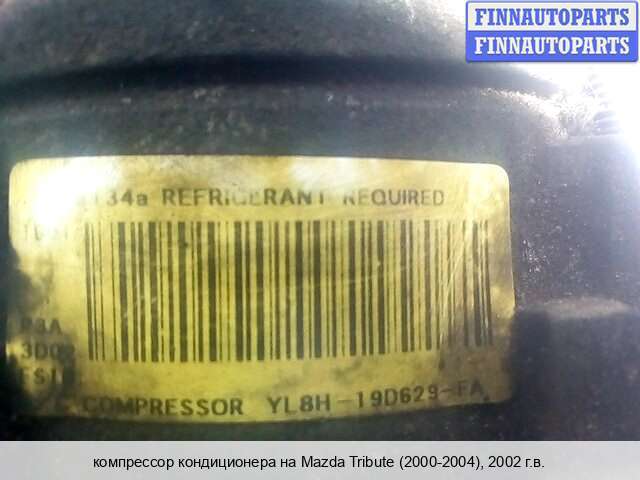 FINNAUTOPARTS
FINNAUTOPARTS
134a REFRIGERANT REQUIRED
COMPRESSOR YL8H-19D629-FA
компрессор кондиционера на Mazda Tribute (2000-2004), 2002 г.в.